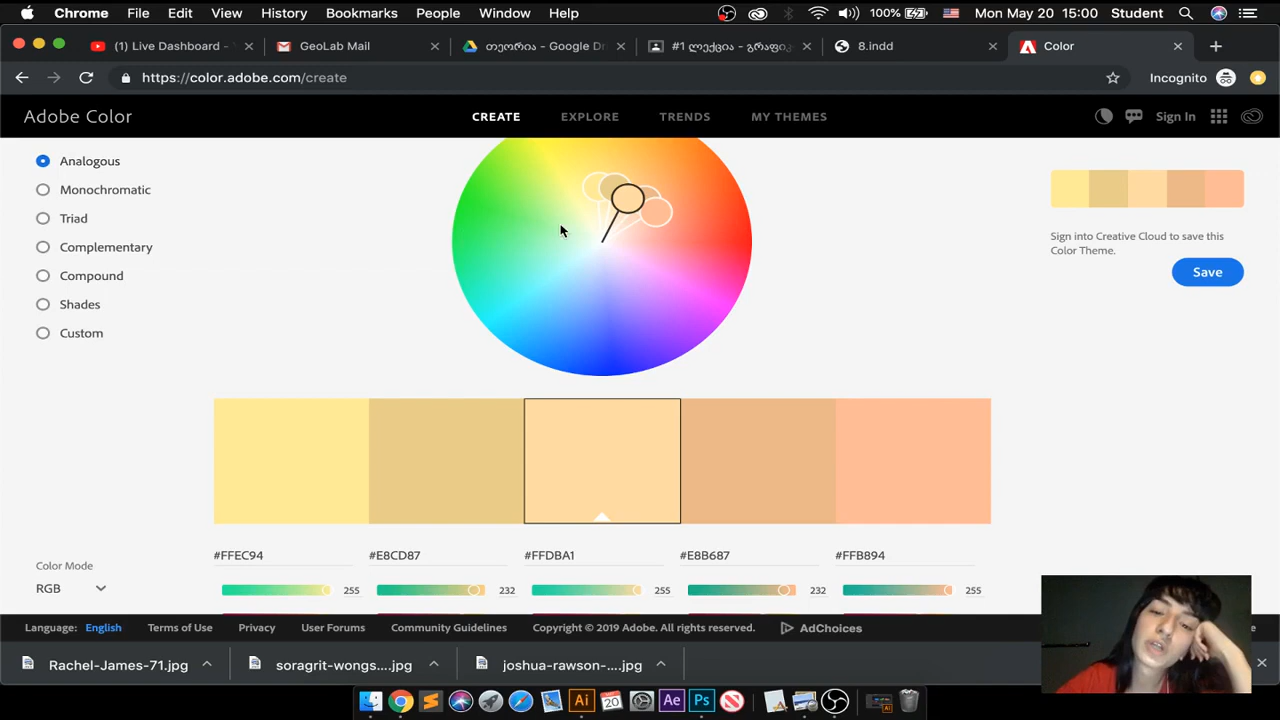 Chrome File Edit View History Bookmarks People Window Help 100% Mon May 20 15:00 Student
(1) Live Dashboard - GeoLab Mail თეორია - Google Dr #1 ლექცია - გრაფიკ 8.indd Color
https://color.adobe.com/create Incognito
Adobe Color CREATE EXPLORE TRENDS MY THEMES Sign In
Analogous
Monochromatic
Triad
Complementary
Compound
Shades
Custom
Sign into Creative Cloud to save this
Color Theme.
Save
#FFEC94 #E8CD87 #FFDBA1 #E8B687 #FFB894
Color Mode
RGB 255 232 255 232 255
Language: English Terms of Use Privacy User Forums Community Guidelines Copyright © 2019 Adobe. All rights reserved. AdChoices
Rachel-James-71.jpg soragrit-wongs....jpg joshua-rawson-....jpg
Ai 20 Ae Ps